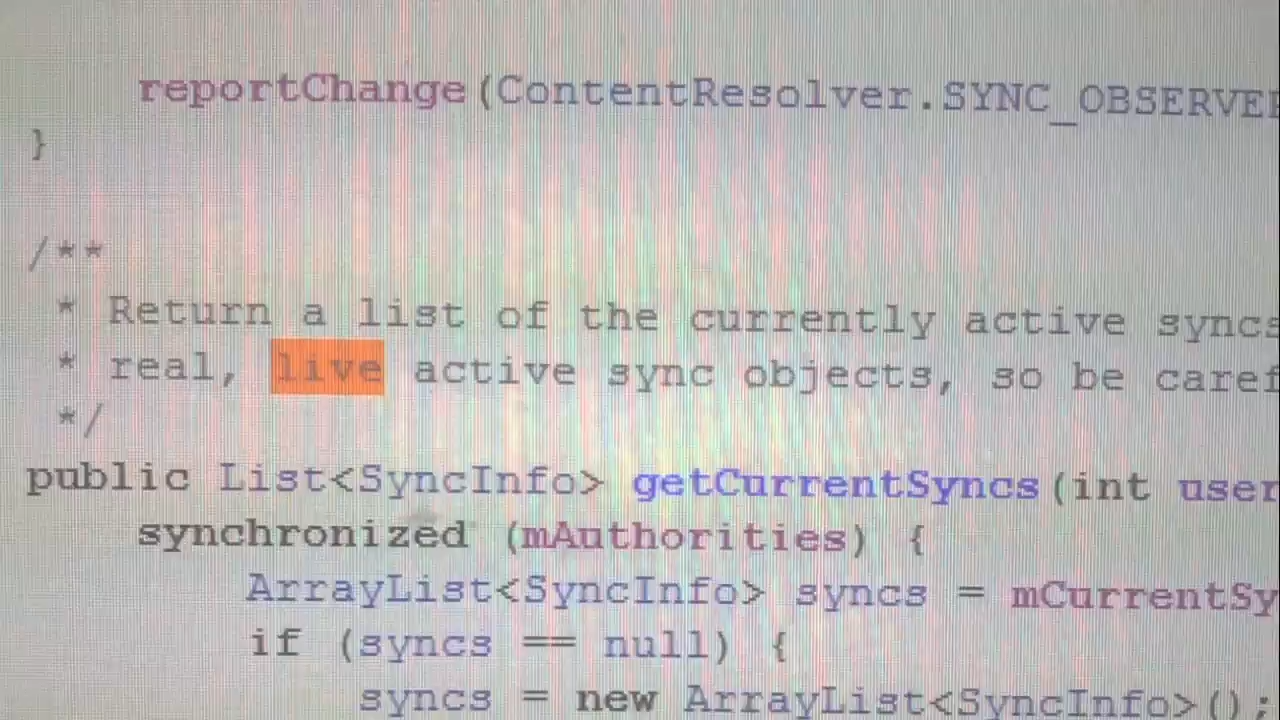 reportChange(ContentResolver.SYNC_OBSERVER
}
/**
* Return a list of the currently active syncs
* real, live active sync objects, so be caref
*/
public List<SyncInfo> getCurrentSyncs(int user
synchronized (mAuthorities) {
ArrayList<SyncInfo> syncs = mCurrentSy
if (syncs == null) {
syncs = new ArrayList<SyncInfo>();